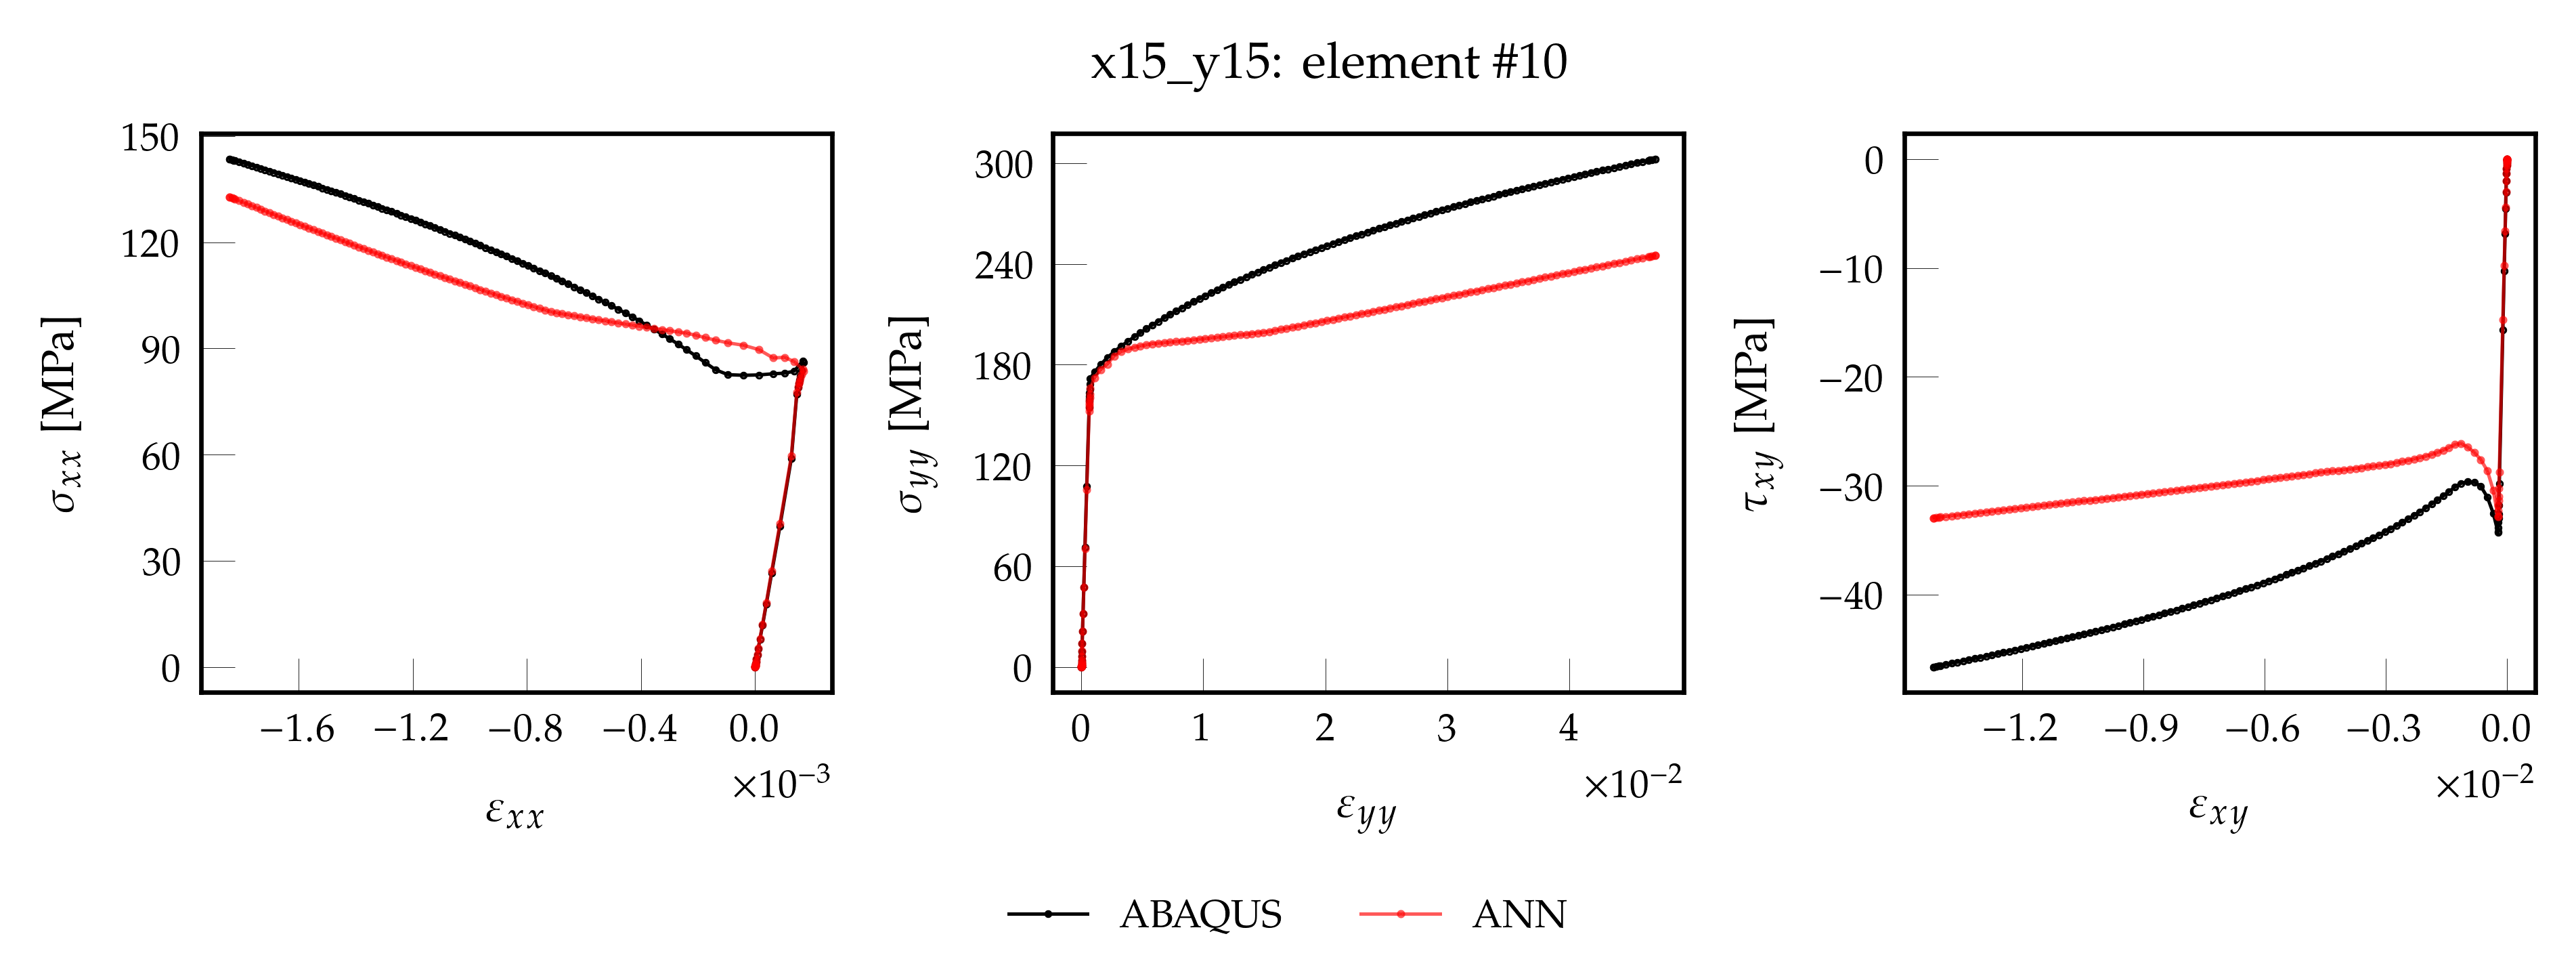 x15_y15: element #10
σxx [MPa]
150
120
90
60
30
0
−1.6 −1.2 −0.8 −0.4 0.0
×10−3
εxx
σyy [MPa]
300
240
180
120
60
0
0 1 2 3 4
×10−2
εyy
τxy [MPa]
0
−10
−20
−30
−40
−1.2 −0.9 −0.6 −0.3 0.0
×10−2
εxy
ABAQUS ANN